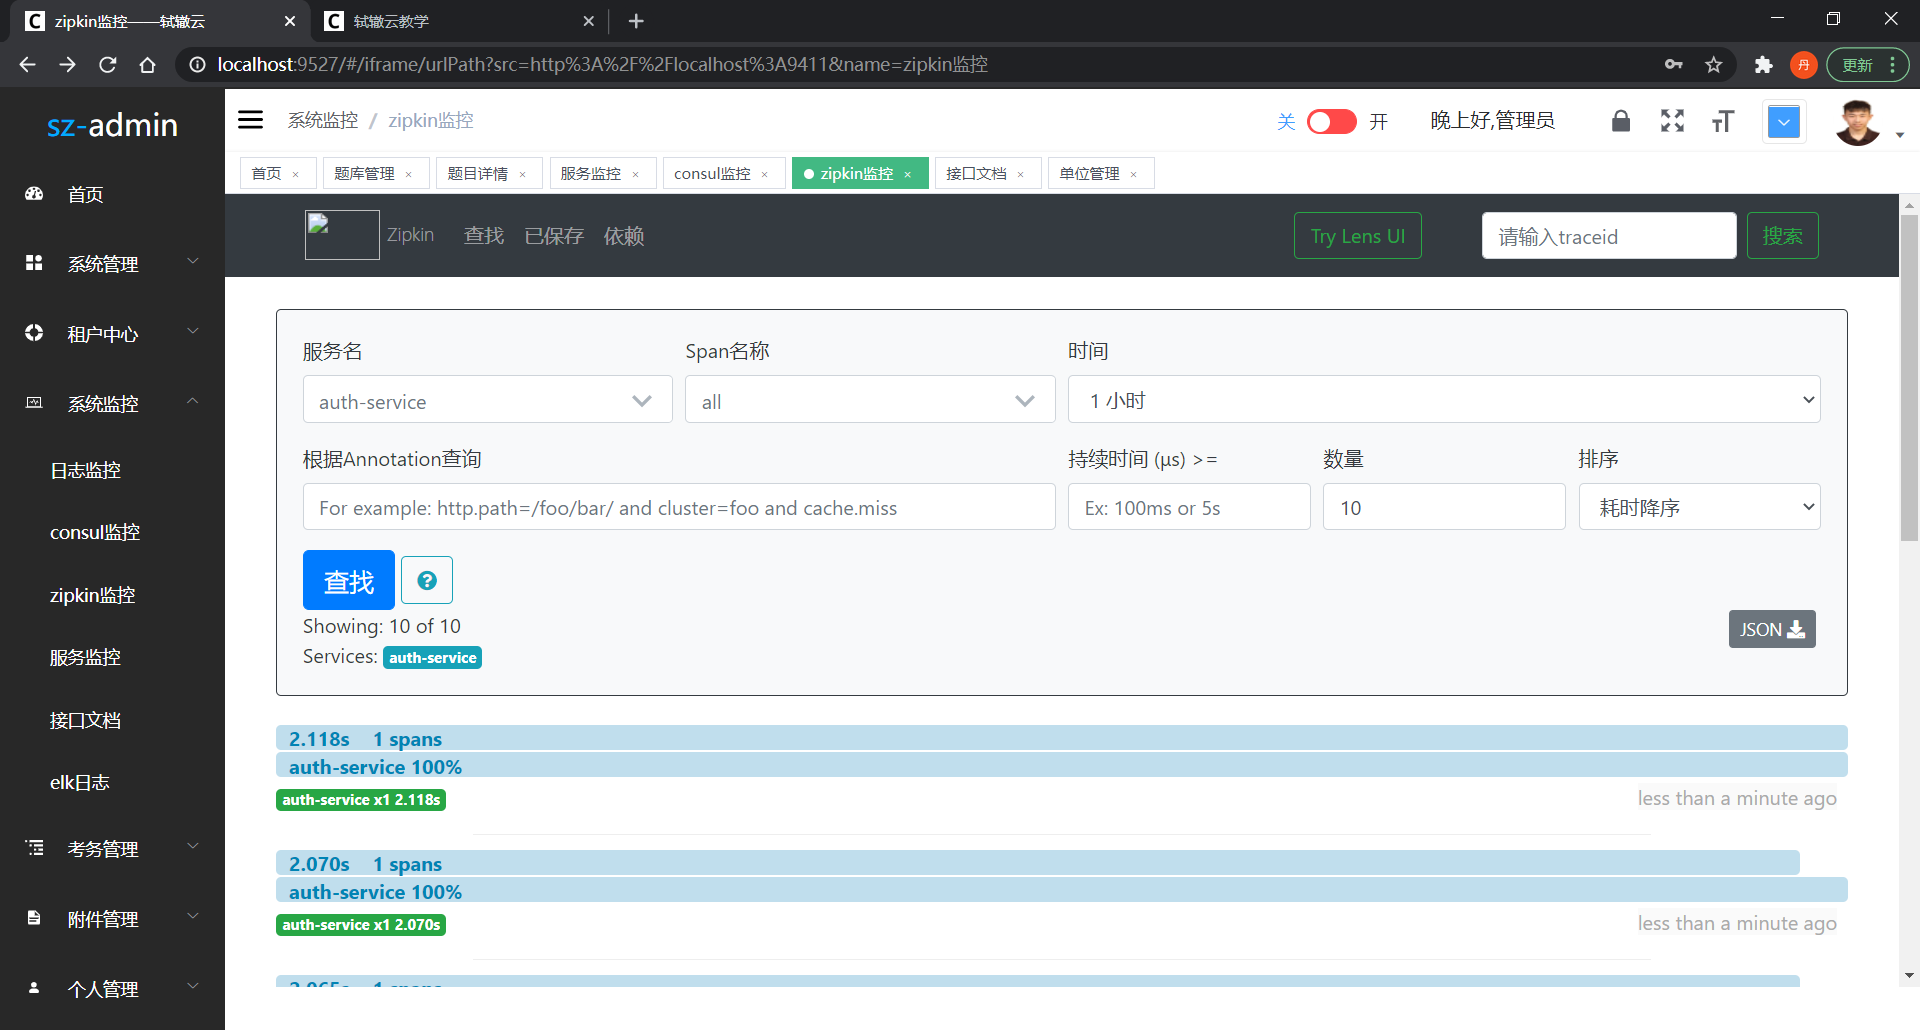 zipkin监控——轼辙云
轼辙云教学
localhost:9527/#/iframe/urlPath?src=http%3A%2F%2Flocalhost%3A9411&name=zipkin监控
丹
更新
sz-admin
系统监控 / zipkin监控
关 开
晚上好,管理员
首页 × 题库管理 × 题目详情 × 服务监控 × consul监控 × zipkin监控 × 接口文档 × 单位管理 ×
首页
系统管理
租户中心
系统监控
日志监控
consul监控
zipkin监控
服务监控
接口文档
elk日志
考务管理
附件管理
个人管理
Zipkin 查找 已保存 依赖
Try Lens UI
请输入traceid
搜索
服务名 Span名称 时间
auth-service all 1 小时
根据Annotation查询 持续时间 (μs) >= 数量 排序
For example: http.path=/foo/bar/ and cluster=foo and cache.miss Ex: 100ms or 5s 10 耗时降序
查找
Showing: 10 of 10
Services: auth-service
JSON
2.118s 1 spans
auth-service 100%
auth-service x1 2.118s
less than a minute ago
2.070s 1 spans
auth-service 100%
auth-service x1 2.070s
less than a minute ago
2.065s 1 spans